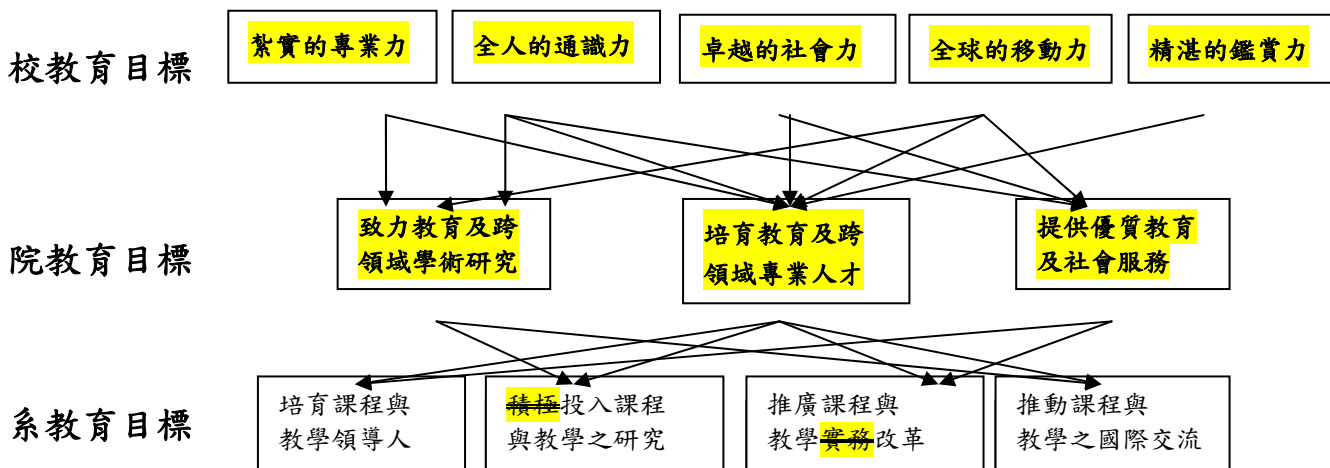 校教育目標
紮實的專業力
全人的通識力
卓越的社會力
全球的移動力
精湛的鑑賞力
院教育目標
致力教育及跨
領域學術研究
培育教育及跨
領域專業人才
提供優質教育
及社會服務
系教育目標
培育課程與
教學領導人
積極投入課程
與教學之研究
推廣課程與
教學實務改革
推動課程與
教學之國際交流